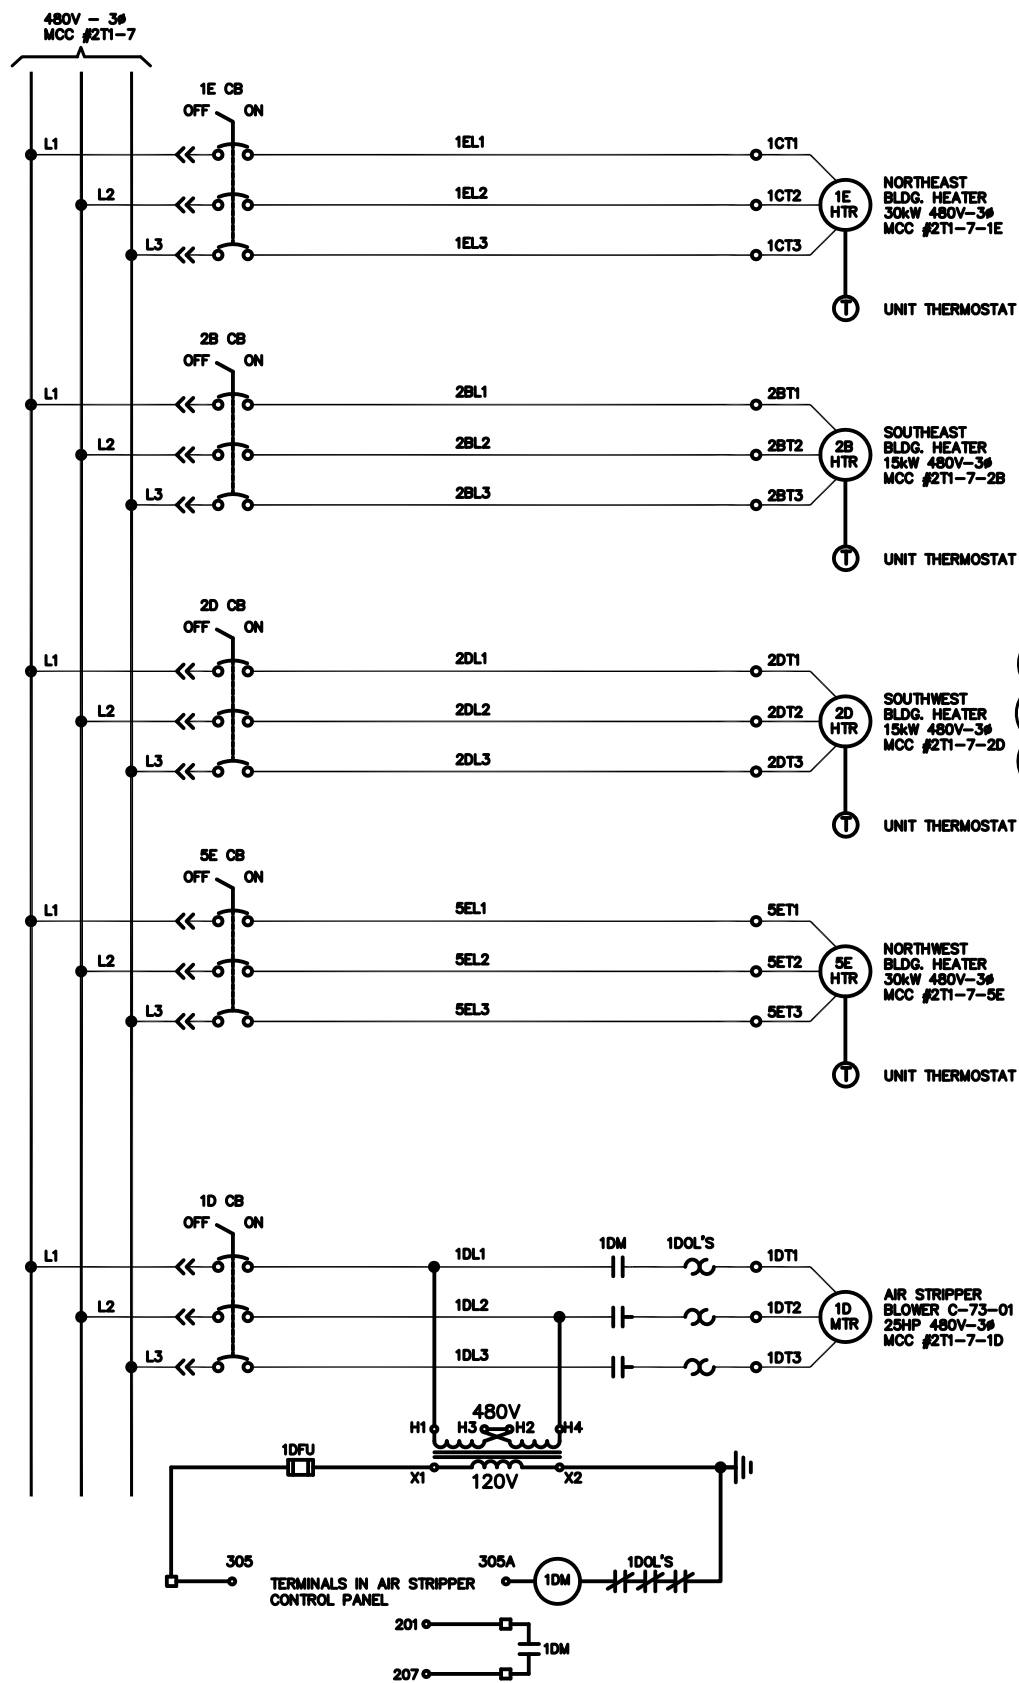 480V - 3ø
MCC #2T1-7
1E CB
OFF ON
L1
1EL1
1CT1
L2
1EL2
1CT2
L3
1EL3
1CT3
1E
HTR
NORTHEAST
BLDG. HEATER
30kW 480V-3ø
MCC #2T1-7-1E
T
UNIT THERMOSTAT
2B CB
OFF ON
L1
2BL1
2BT1
L2
2BL2
2BT2
L3
2BL3
2BT3
2B
HTR
SOUTHEAST
BLDG. HEATER
15kW 480V-3ø
MCC #2T1-7-2B
T
UNIT THERMOSTAT
2D CB
OFF ON
L1
2DL1
2DT1
L2
2DL2
2DT2
L3
2DL3
2DT3
2D
HTR
SOUTHWEST
BLDG. HEATER
15kW 480V-3ø
MCC #2T1-7-2D
T
UNIT THERMOSTAT
5E CB
OFF ON
L1
5EL1
5ET1
L2
5EL2
5ET2
L3
5EL3
5ET3
5E
HTR
NORTHWEST
BLDG. HEATER
30kW 480V-3ø
MCC #2T1-7-5E
T
UNIT THERMOSTAT
1D CB
OFF ON
L1
1DL1
1DM
1DOL'S
1DT1
L2
1DL2
1DT2
L3
1DL3
1DT3
1D
MTR
AIR STRIPPER
BLOWER C-73-01
25HP 480V-3ø
MCC #2T1-7-1D
480V
H1 H3 H2 H4
1DFU
X1 120V X2
305
TERMINALS IN AIR STRIPPER
CONTROL PANEL
305A
1DM
1DOL'S
201
1DM
207